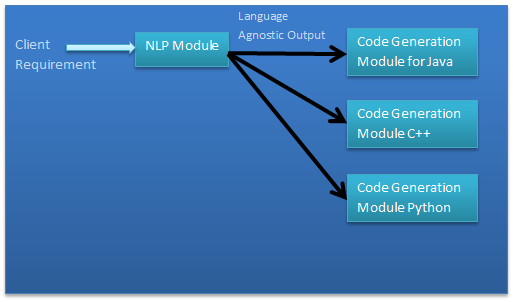 Client
Requirement
NLP Module
Language
Agnostic Output
Code Generation
Module for Java
Code Generation
Module C++
Code Generation
Module Python